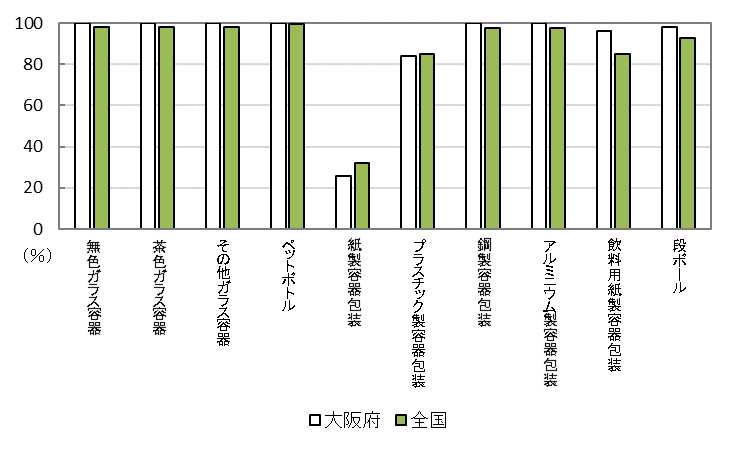 100
80
60
40
20
0
(%)
無色ガラス容器
茶色ガラス容器
その他ガラス容器
ペットボトル
紙製容器包装
プラスチック製容器包装
鋼製容器包装
アルミニウム製容器包装
飲料用紙製容器包装
段ボール
大阪府 全国